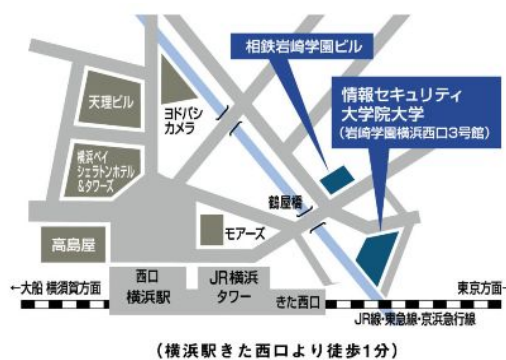 相鉄岩崎学園ビル
情報セキュリティ
大学院大学
(岩崎学園横浜西口3号館)
天理ビル
ヨドバシ
カメラ
横浜ベイ
シェラトンホテル
&タワーズ
鶴屋橋
モアーズ
高島屋
西口
横浜駅
JR横浜
タワー
きた西口
←大船 横須賀方面
東京方面→
JR線・東急線・京浜急行線
(横浜駅きた西口より徒歩1分)